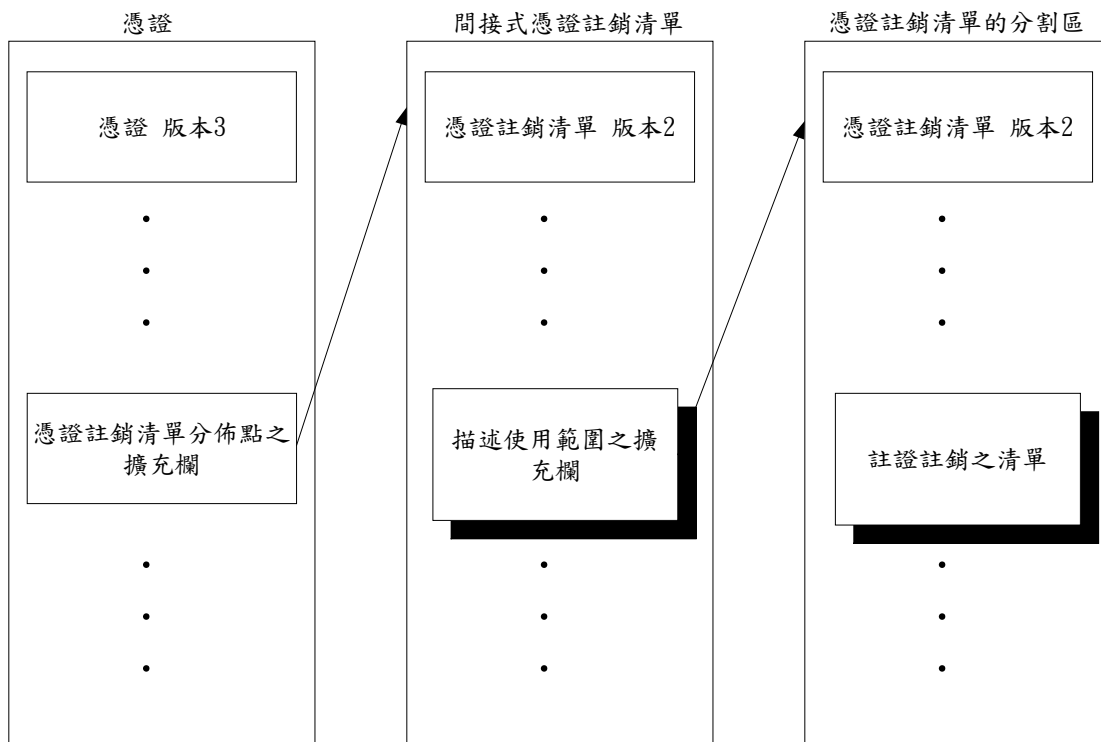 憑證
間接式憑證註銷清單
憑證註銷清單的分割區
憑證 版本3
憑證註銷清單 版本2
憑證註銷清單 版本2
憑證註銷清單分佈點之
擴充欄
描述使用範圍之擴
充欄
註證註銷之清單